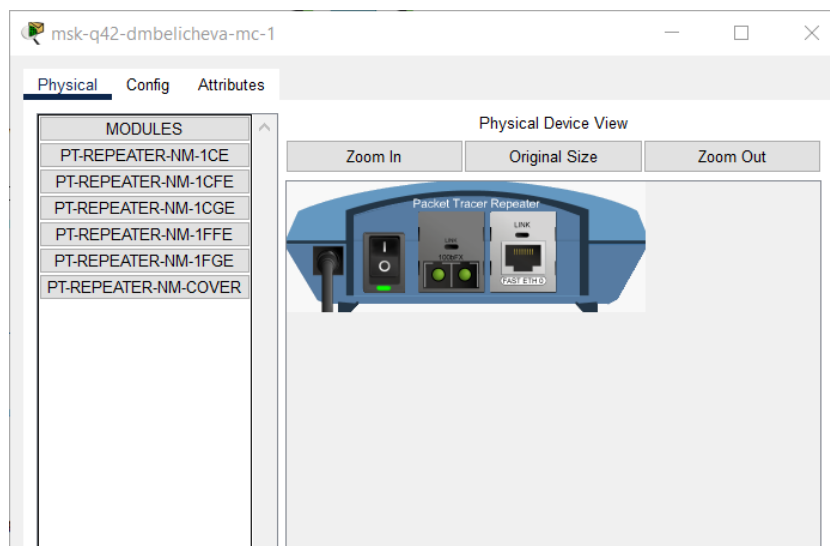 msk-q42-dmbelicheva-mc-1
Physical Config Attributes
MODULES
PT-REPEATER-NM-1CE
PT-REPEATER-NM-1CFE
PT-REPEATER-NM-1CGE
PT-REPEATER-NM-1FFE
PT-REPEATER-NM-1FGE
PT-REPEATER-NM-COVER
Physical Device View
Zoom In Original Size Zoom Out
Packet Tracer Repeater
LINK
100bFX
LINK
FAST ETH 0